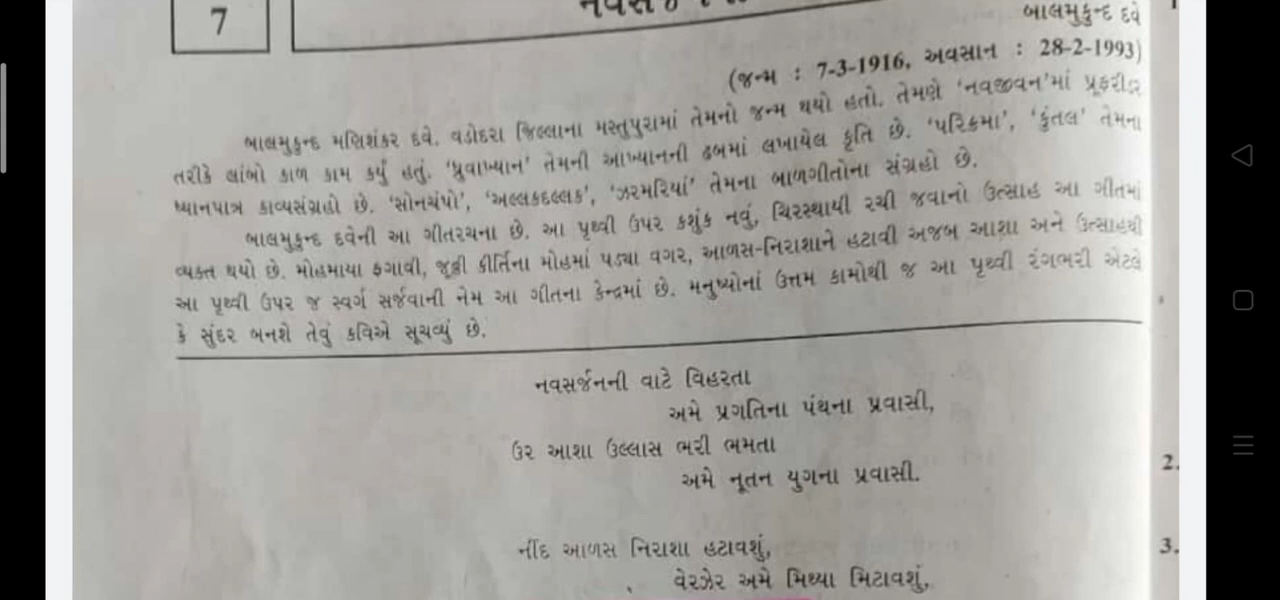 7
બાલમુકુન્દ દવે
(જન્મ : 7-3-1916, અવસાન : 28-2-1993)
બાલમુકુન્દ મણિશંકર દવે. વડોદરા જિલ્લાના મસ્તુપુરામાં તેમનો જન્મ થયો હતો. તેમણે 'નવજીવન'માં પ્રૂફરીડર
તરીકે લાંબો કાળ કામ કર્યું હતું. 'ધ્રુવાખ્યાન' તેમની આખ્યાનની ઢબમાં લખાયેલ કૃતિ છે. 'પરિક્રમા', 'કુંતલ' તેમના
ધ્યાનપાત્ર કાવ્યસંગ્રહો છે. 'સોનચંપો', 'અલ્લકદલ્લક', 'ઝરમરિયાં' તેમના બાળગીતોના સંગ્રહો છે.
બાલમુકુન્દ દવેની આ ગીતરચના છે. આ પૃથ્વી ઉપર કશુંક નવું, ચિરસ્થાયી રચી જવાનો ઉત્સાહ આ ગીતમાં
વ્યક્ત થયો છે. મોહમાયા ફગાવી, જૂઠ્ઠી કીર્તિના મોહમાં પડ્યા વગર, આળસ-નિરાશાને હટાવી અજબ આશા અને ઉત્સાહથી
આ પૃથ્વી ઉપર જ સ્વર્ગ સર્જવાની નેમ આ ગીતના કેન્દ્રમાં છે. મનુષ્યોનાં ઉત્તમ કામોથી જ આ પૃથ્વી રંગભરી એટલે
કે સુંદર બનશે તેવું કવિએ સૂચવ્યું છે.
નવસર્જનની વાટે વિહરતા
અમે પ્રગતિના પંથના પ્રવાસી,
ઉર આશા ઉલ્લાસ ભરી ભમતા
અમે નૂતન યુગના પ્રવાસી.
2.
નીંદ આળસ નિરાશા હટાવશું,
3.
વેરઝેર અમે મિથ્યા મિટાવશું,